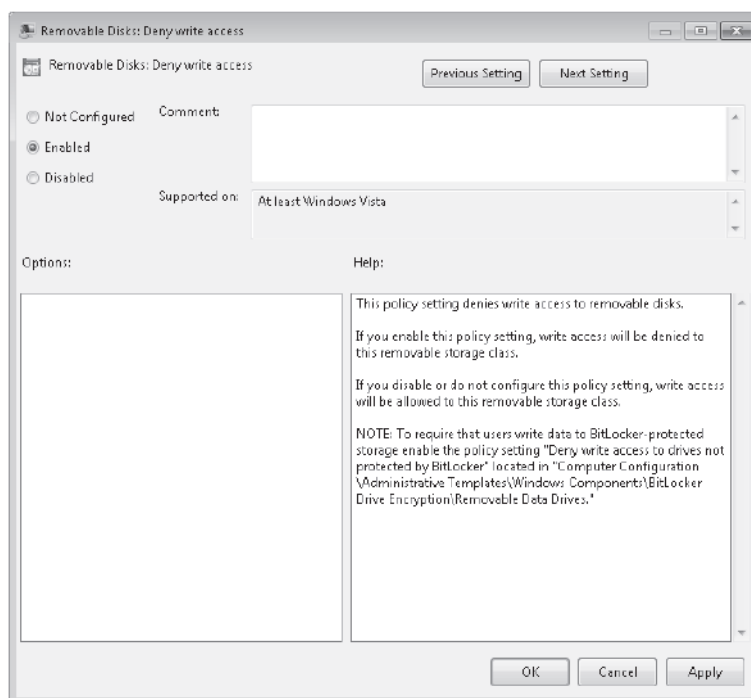 Removable Disks: Deny write access
Removable Disks: Deny write access
Previous Setting
Next Setting
Not Configured
Comment:
Enabled
Disabled
Supported on:
At least Windows Vista
Options:
Help:
This policy setting denies write access to removable disks.
If you enable this policy setting, write access will be denied to
this removable storage class.
If you disable or do not configure this policy setting, write access
will be allowed to this removable storage class.
NOTE: To require that users write data to BitLocker-protected
storage enable the policy setting "Deny write access to drives not
protected by BitLocker" located in "Computer Configuration
\Administrative Templates\Windows Components\BitLocker
Drive Encryption\Removable Data Drives."
OK
Cancel
Apply